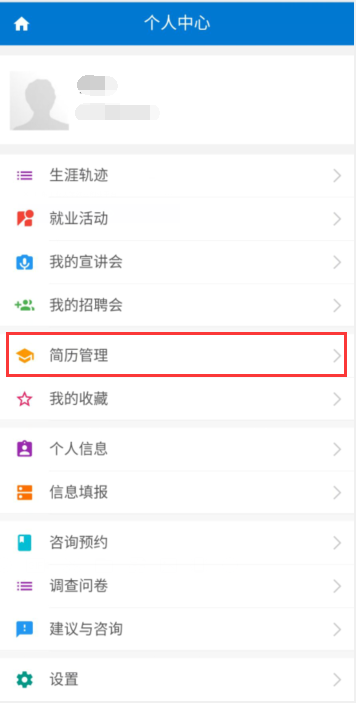 个人中心
生涯轨迹
就业活动
我的宣讲会
我的招聘会
简历管理
我的收藏
个人信息
信息填报
咨询预约
调查问卷
建议与咨询
设置